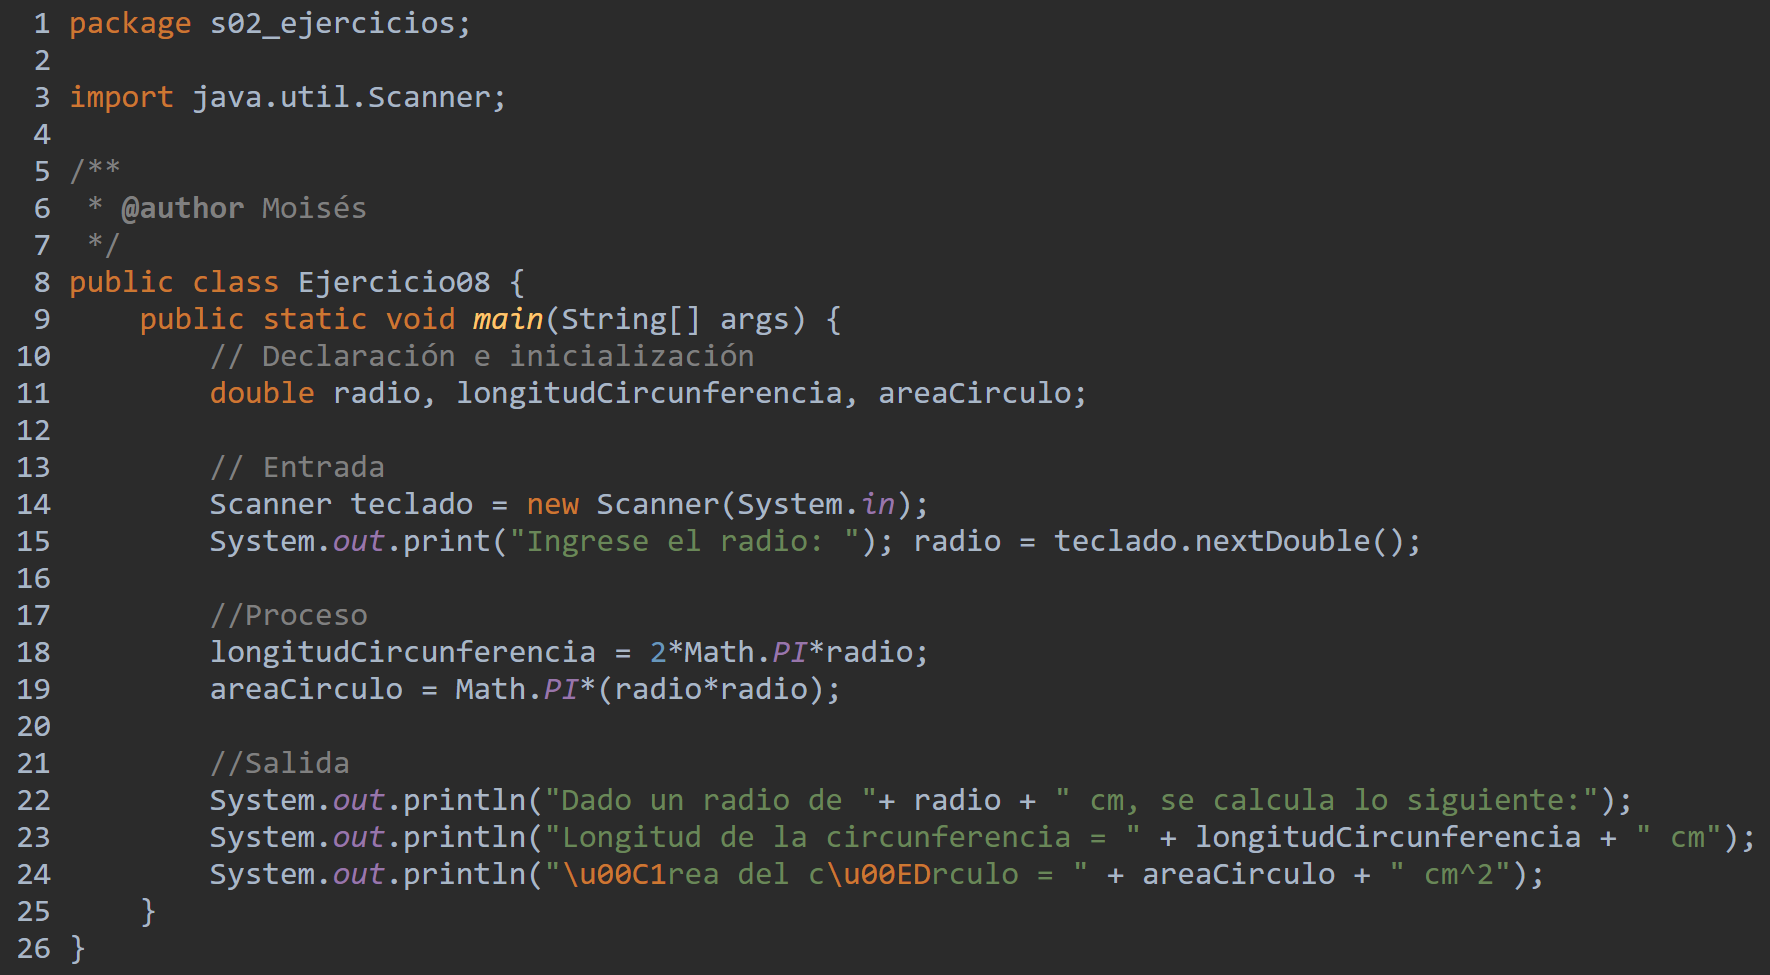 1 package s02_ejercicios;
2
3 import java.util.Scanner;
4
5 /**
6  * @author Moisés
7  */
8 public class Ejercicio08 {
9     public static void main(String[] args) {
10         // Declaración e inicialización
11         double radio, longitudCircunferencia, areaCirculo;
12
13         // Entrada
14         Scanner teclado = new Scanner(System.in);
15         System.out.print("Ingrese el radio: "); radio = teclado.nextDouble();
16
17         //Proceso
18         longitudCircunferencia = 2*Math.PI*radio;
19         areaCirculo = Math.PI*(radio*radio);
20
21         //Salida
22         System.out.println("Dado un radio de "+ radio + " cm, se calcula lo siguiente:");
23         System.out.println("Longitud de la circunferencia = " + longitudCircunferencia + " cm");
24         System.out.println("\u00C1rea del c\u00EDrculo = " + areaCirculo + " cm^2");
25     }
26 }